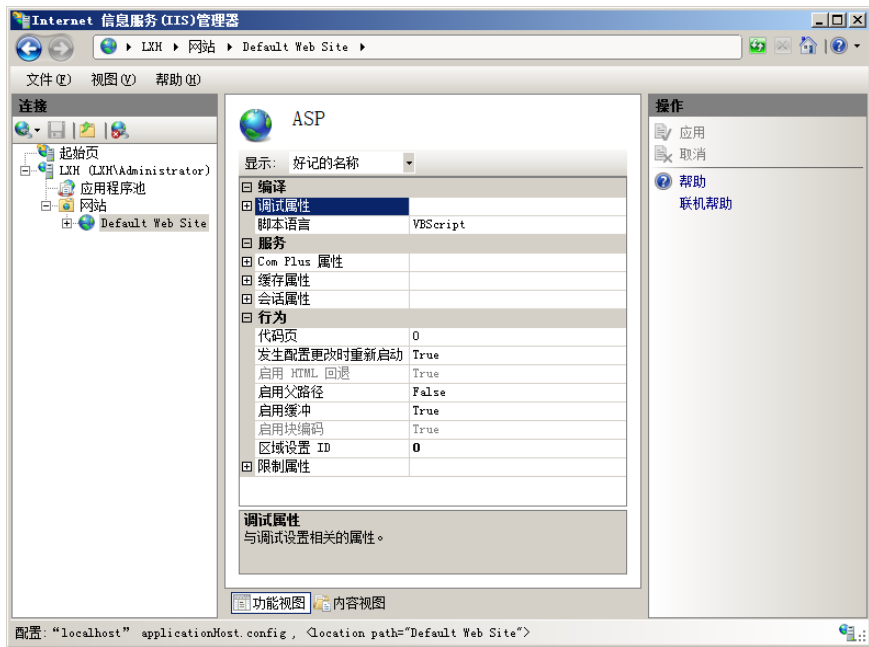 Internet 信息服务(IIS)管理器
LXH 网站 Default Web Site
文件(F) 视图(V) 帮助(H)
连接
起始页
LXH (LXH\Administrator)
应用程序池
网站
Default Web Site
ASP
显示: 好记的名称
编译
调试属性
脚本语言 VBScript
服务
Com Plus 属性
缓存属性
会话属性
行为
代码页 0
发生配置更改时重新启动 True
启用 HTML 回退 True
启用父路径 False
启用缓冲 True
启用块编码 True
区域设置 ID 0
限制属性
调试属性
与调试设置相关的属性。
功能视图 内容视图
操作
应用
取消
帮助
联机帮助
配置:“localhost” applicationHost.config , <location path="Default Web Site">